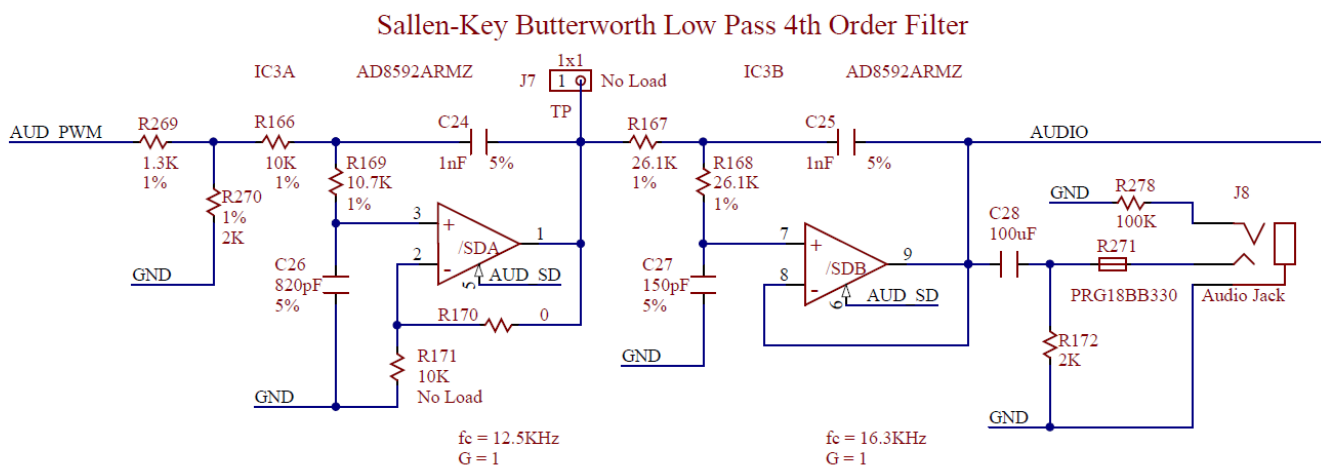 Sallen-Key Butterworth Low Pass 4th Order Filter
IC3A
AD8592ARMZ
1x1
J7
1
No Load
TP
IC3B
AD8592ARMZ
AUD_PWM
R269
1.3K
1%
R166
10K
1%
R270
1%
2K
GND
R169
10.7K
1%
C24
1nF
5%
3
+
2
-
/SDA
1
5
AUD_SD
C26
820pF
5%
R170
0
R171
10K
No Load
GND
R167
26.1K
1%
R168
26.1K
1%
C25
1nF
5%
7
+
8
-
/SDB
9
6
AUD_SD
C27
150pF
5%
GND
AUDIO
GND
R278
100K
J8
C28
100uF
R271
PRG18BB330
Audio Jack
R172
2K
GND
fc = 12.5KHz
G = 1
fc = 16.3KHz
G = 1